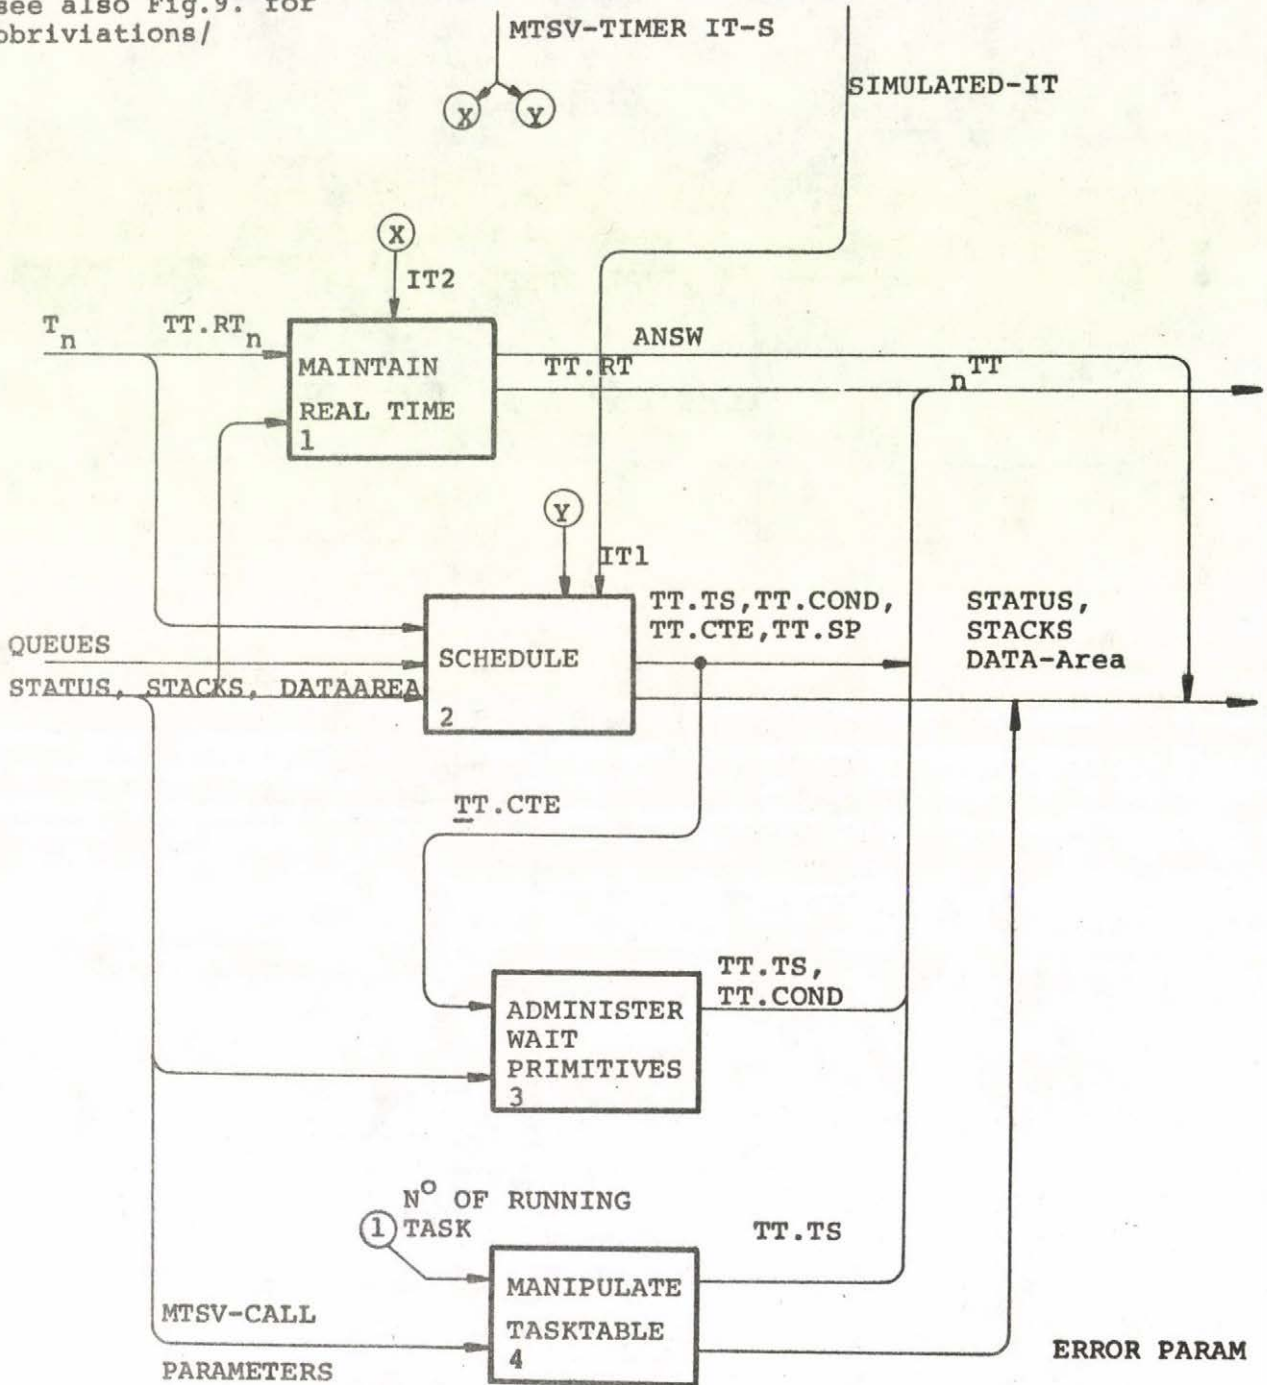 see also Fig.9. for
obriviations/
MTSV-TIMER IT-S
SIMULATED-IT
X
Y
X
IT2
Tn
TT.RTn
MAINTAIN
REAL TIME
1
ANSW
TT.RT
nTT
Y
IT1
QUEUES
STATUS, STACKS, DATAAREA
SCHEDULE
2
TT.TS,TT.COND,
TT.CTE,TT.SP
STATUS,
STACKS
DATA-Area
TT.CTE
ADMINISTER
WAIT
PRIMITIVES
3
TT.TS,
TT.COND
N° OF RUNNING
TASK
1
MANIPULATE
TASKTABLE
4
TT.TS
MTSV-CALL
PARAMETERS
ERROR PARAM